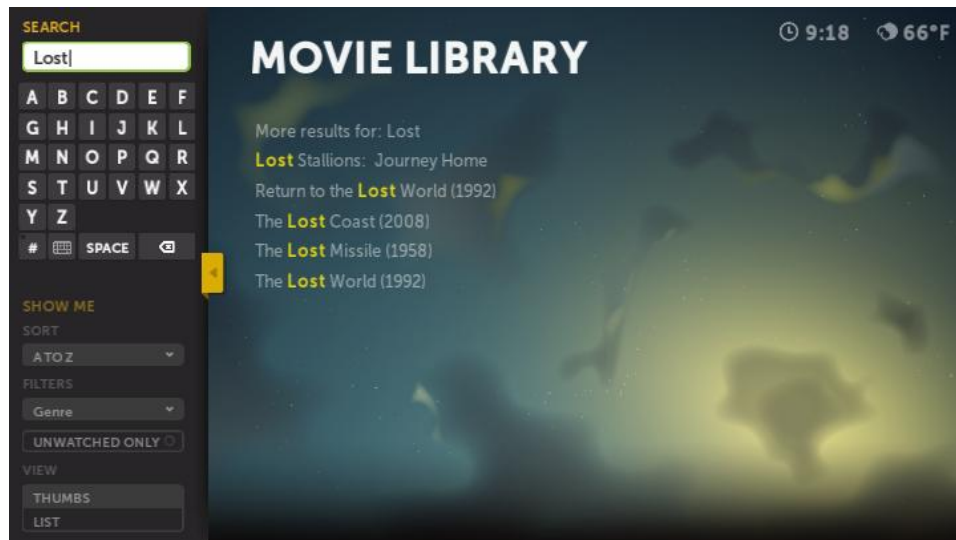 SEARCH
Lost
A B C D E F
G H I J K L
M N O P Q R
S T U V W X
Y Z
# SPACE
SHOW ME
SORT
A TO Z
FILTERS
Genre
UNWATCHED ONLY
VIEW
THUMBS
LIST
9:18 66°F
MOVIE LIBRARY
More results for: Lost
Lost Stallions: Journey Home
Return to the Lost World (1992)
The Lost Coast (2008)
The Lost Missile (1958)
The Lost World (1992)